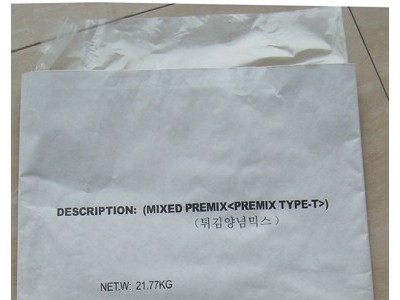 DESCRIPTION: (MIXED PREMIX<PREMIX TYPE-T>)
(튀김양념믹스)
NET.W: 21.77KG